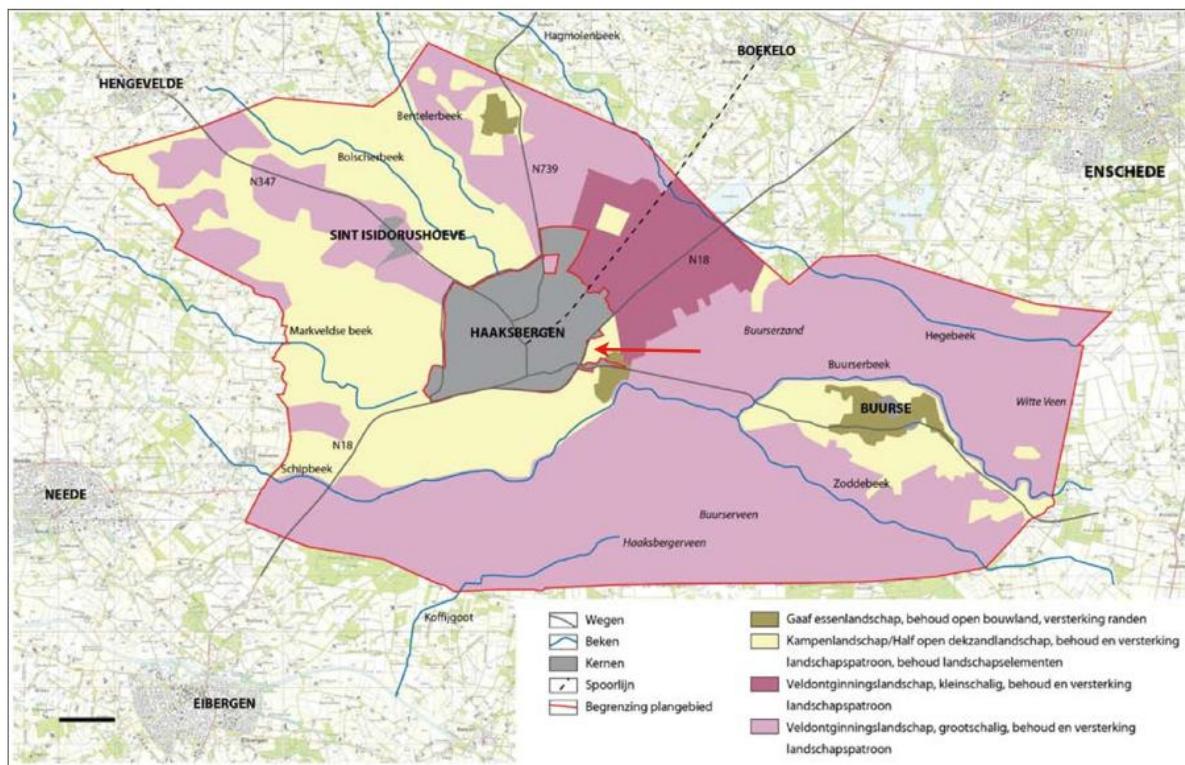 Hagmolenbeek
BOEKELO
HENGEVELDE
Bentelerbeek
Bolscherbeek
N739
ENSCHEDE
N347
SINT ISIDORUSHOEVE
N18
HAAKSBERGEN
Markveldse beek
Buurserzand
Hegebeek
Buurserbeek
BUURSE
Witte Veen
N18
Schipbeek
NEEDE
Zoddebeek
Buurserveen
Haaksbergerveen
Koffijgoot
EIBERGEN
Wegen
Beken
Kernen
Spoorlijn
Begrenzing plangebied
Gaaf essenlandschap, behoud open bouwland, versterking randen
Kampenlandschap/Half open dekzandlandschap, behoud en versterking
landschapspatroon, behoud landschapselementen
Veldontginningslandschap, kleinschalig, behoud en versterking
landschapspatroon
Veldontginningslandschap, grootschalig, behoud en versterking
landschapspatroon